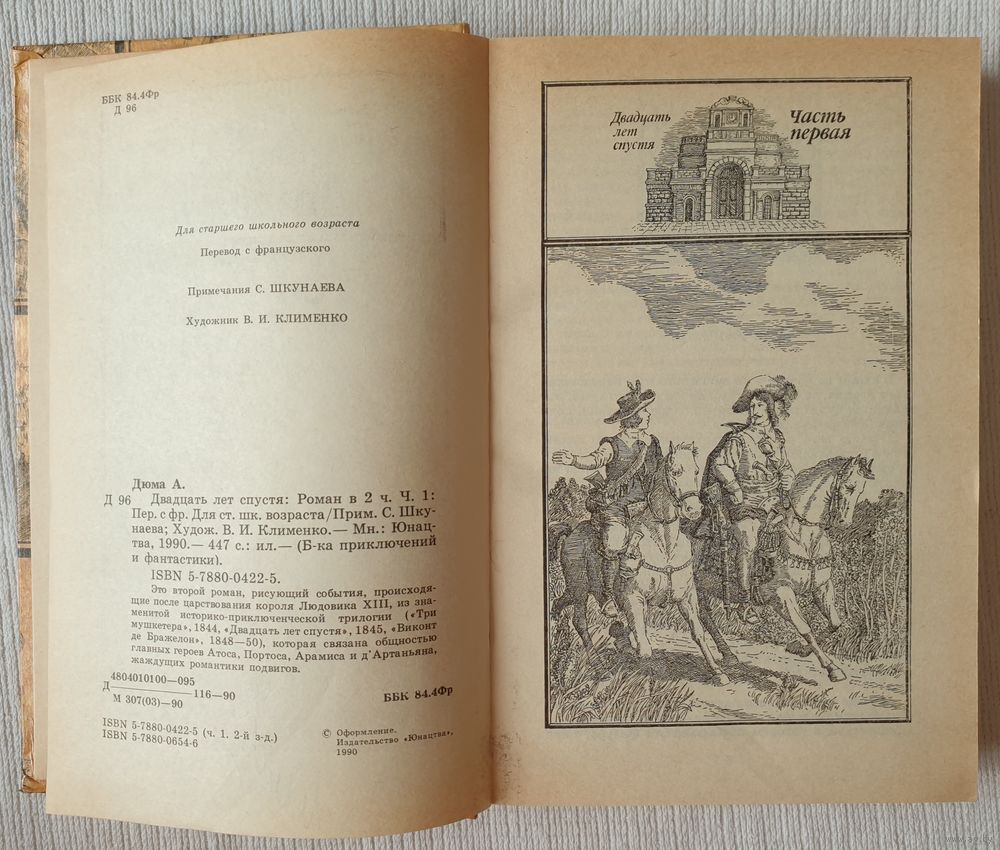 ББК 84.4Фр
Д 96
Для старшего школьного возраста
Перевод с французского
Примечания С. ШКУНАЕВА
Художник В. И. КЛИМЕНКО
Дюма А.
Д 96 Двадцать лет спустя: Роман в 2 ч. Ч. 1:
Пер. с фр. Для ст. шк. возраста/Прим. С. Шку-
наева; Худож. В. И. Клименко.— Мн.: Юнац-
тва, 1990.— 447 с.: ил.— (Б-ка приключений
и фантастики).
ISBN 5-7880-0422-5.
Это второй роман, рисующий события, происходя-
щие после царствования короля Людовика XIII, из зна-
менитой историко-приключенческой трилогии («Три
мушкетера», 1844, «Двадцать лет спустя», 1845, «Виконт
де Бражелон», 1848—50), которая связана общностью
главных героев Атоса, Портоса, Арамиса и д'Артаньяна,
жаждущих романтики подвигов.
4804010100—095
Д 116—90
М 307(03)—90
ББК 84.4Фр
ISBN 5-7880-0422-5 (ч. 1. 2-й з-д.)
ISBN 5-7880-0654-6
© Оформление.
Издательство «Юнацтва»,
1990
Двадцать
лет
спустя
Часть
первая